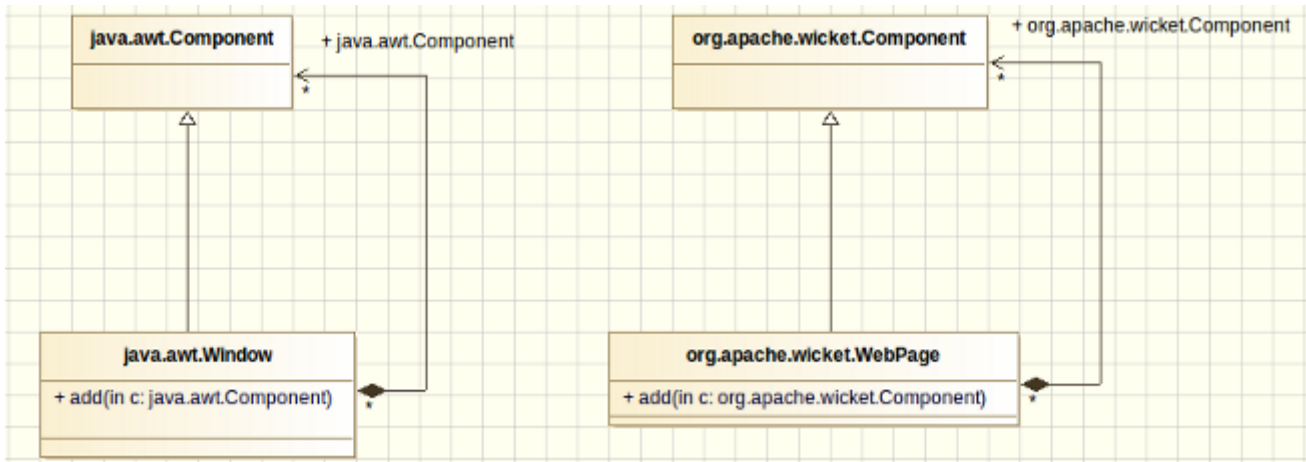 java.awt.Component
+ java.awt.Component
*
java.awt.Window
+ add(in c: java.awt.Component)
*
org.apache.wicket.Component
+ org.apache.wicket.Component
*
org.apache.wicket.WebPage
+ add(in c: org.apache.wicket.Component)
*